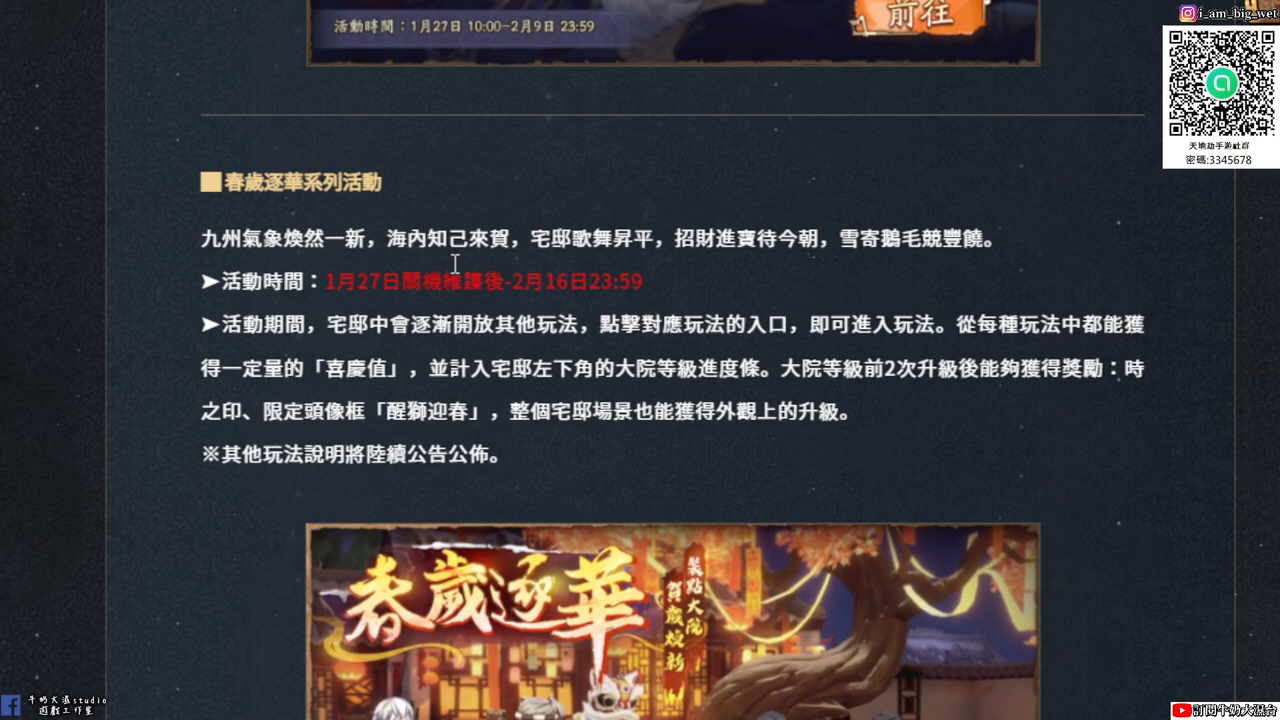 i_am_big_wet
活動時間：1月27日 10:00-2月9日 23:59
前往
天地劫手遊社群
密碼:3345678
春歲逐華系列活動
九州氣象煥然一新，海內知己來賀，宅邸歌舞昇平，招財進寶待今朝，雪寄鵝毛競豐饒。
➤活動時間：1月27日關機維護後-2月16日23:59
➤活動期間，宅邸中會逐漸開放其他玩法，點擊對應玩法的入口，即可進入玩法。從每種玩法中都能獲
得一定量的「喜慶值」，並計入宅邸左下角的大院等級進度條。大院等級前2次升級後能夠獲得獎勵：時
之印、限定頭像框「醒獅迎春」，整個宅邸場景也能獲得外觀上的升級。
※其他玩法說明將陸續公告公佈。
春歲逐華
裝點大院
賀歲煥新
牛奶大濕studio
遊戲工作室
訂閱牛奶大濕台